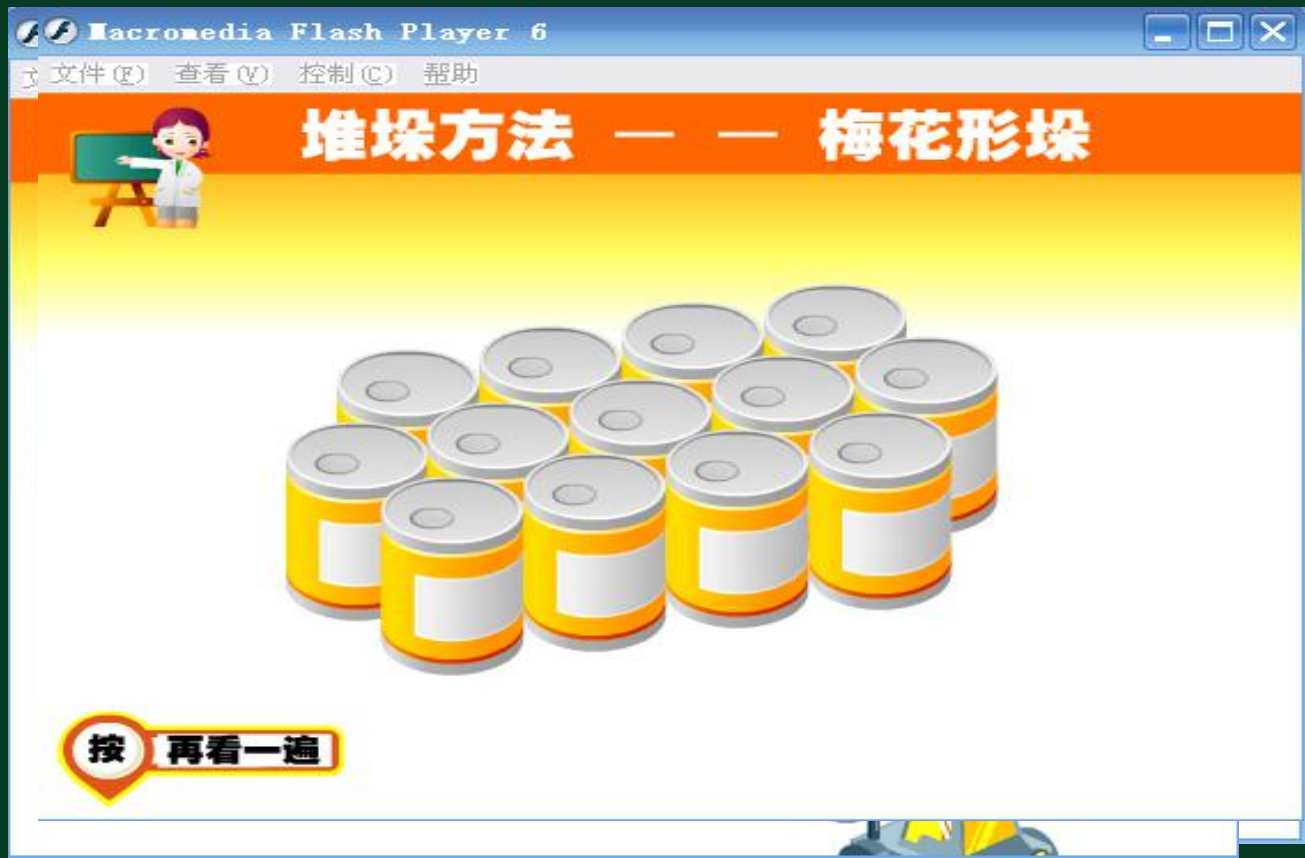 Macromedia Flash Player 6
文件(F) 查看(V) 控制(C) 帮助
堆垛方法 — — 梅花形垛
按 再看一遍